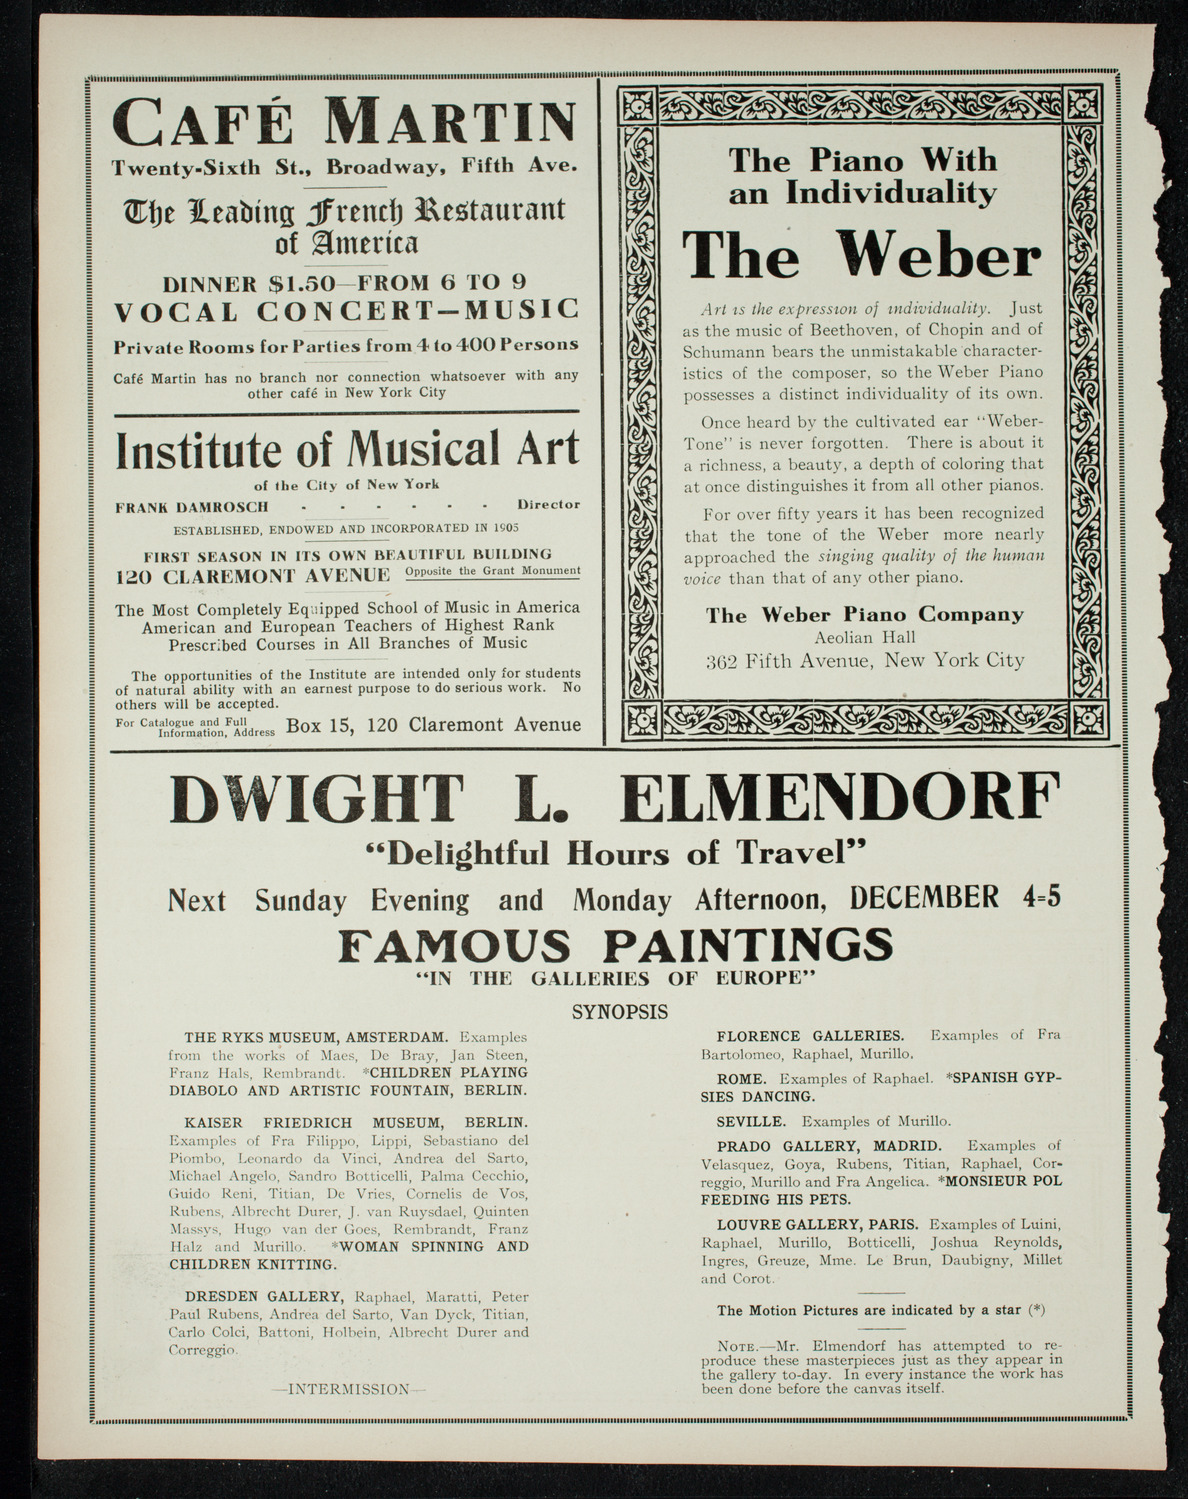 CAFÉ MARTIN
Twenty-Sixth St., Broadway, Fifth Ave.
The Leading French Restaurant
of America
DINNER $1.50—FROM 6 TO 9
VOCAL CONCERT—MUSIC
Private Rooms for Parties from 4 to 400 Persons
Café Martin has no branch nor connection whatsoever with any
other café in New York City
Institute of Musical Art
of the City of New York
FRANK DAMROSCH - - - - - - Director
ESTABLISHED, ENDOWED AND INCORPORATED IN 1905
FIRST SEASON IN ITS OWN BEAUTIFUL BUILDING
120 CLAREMONT AVENUE Opposite the Grant Monument
The Most Completely Equipped School of Music in America
American and European Teachers of Highest Rank
Prescribed Courses in All Branches of Music
The opportunities of the Institute are intended only for students
of natural ability with an earnest purpose to do serious work. No
others will be accepted.
For Catalogue and Full
Information, Address Box 15, 120 Claremont Avenue
The Piano With
an Individuality
The Weber
Art is the expression of individuality. Just
as the music of Beethoven, of Chopin and of
Schumann bears the unmistakable character-
istics of the composer, so the Weber Piano
possesses a distinct individuality of its own.
Once heard by the cultivated ear "Weber-
Tone" is never forgotten. There is about it
a richness, a beauty, a depth of coloring that
at once distinguishes it from all other pianos.
For over fifty years it has been recognized
that the tone of the Weber more nearly
approached the singing quality of the human
voice than that of any other piano.
The Weber Piano Company
Aeolian Hall
362 Fifth Avenue, New York City
DWIGHT L. ELMENDORF
"Delightful Hours of Travel"
Next Sunday Evening and Monday Afternoon, DECEMBER 4-5
FAMOUS PAINTINGS
"IN THE GALLERIES OF EUROPE"
SYNOPSIS
THE RYKS MUSEUM, AMSTERDAM. Examples
from the works of Maes, De Bray, Jan Steen,
Franz Hals, Rembrandt. *CHILDREN PLAYING
DIABOLO AND ARTISTIC FOUNTAIN, BERLIN.
KAISER FRIEDRICH MUSEUM, BERLIN.
Examples of Fra Filippo, Lippi, Sebastiano del
Piombo, Leonardo da Vinci, Andrea del Sarto,
Michael Angelo, Sandro Botticelli, Palma Cecchio,
Guido Reni, Titian, De Vries, Cornelis de Vos,
Rubens, Albrecht Durer, J. van Ruysdael, Quinten
Massys, Hugo van der Goes, Rembrandt, Franz
Halz and Murillo. *WOMAN SPINNING AND
CHILDREN KNITTING.
DRESDEN GALLERY, Raphael, Maratti, Peter
Paul Rubens, Andrea del Sarto, Van Dyck, Titian,
Carlo Colci, Battoni, Holbein, Albrecht Durer and
Correggio.
—INTERMISSION—
FLORENCE GALLERIES. Examples of Fra
Bartolomeo, Raphael, Murillo.
ROME. Examples of Raphael. *SPANISH GYP-
SIES DANCING.
SEVILLE. Examples of Murillo.
PRADO GALLERY, MADRID. Examples of
Velasquez, Goya, Rubens, Titian, Raphael, Cor-
reggio, Murillo and Fra Angelica. *MONSIEUR POL
FEEDING HIS PETS.
LOUVRE GALLERY, PARIS. Examples of Luini,
Raphael, Murillo, Botticelli, Joshua Reynolds,
Ingres, Greuze, Mme. Le Brun, Daubigny, Millet
and Corot.
The Motion Pictures are indicated by a star (*)
NOTE.—Mr. Elmendorf has attempted to re-
produce these masterpieces just as they appear in
the gallery to-day. In every instance the work has
been done before the canvas itself.